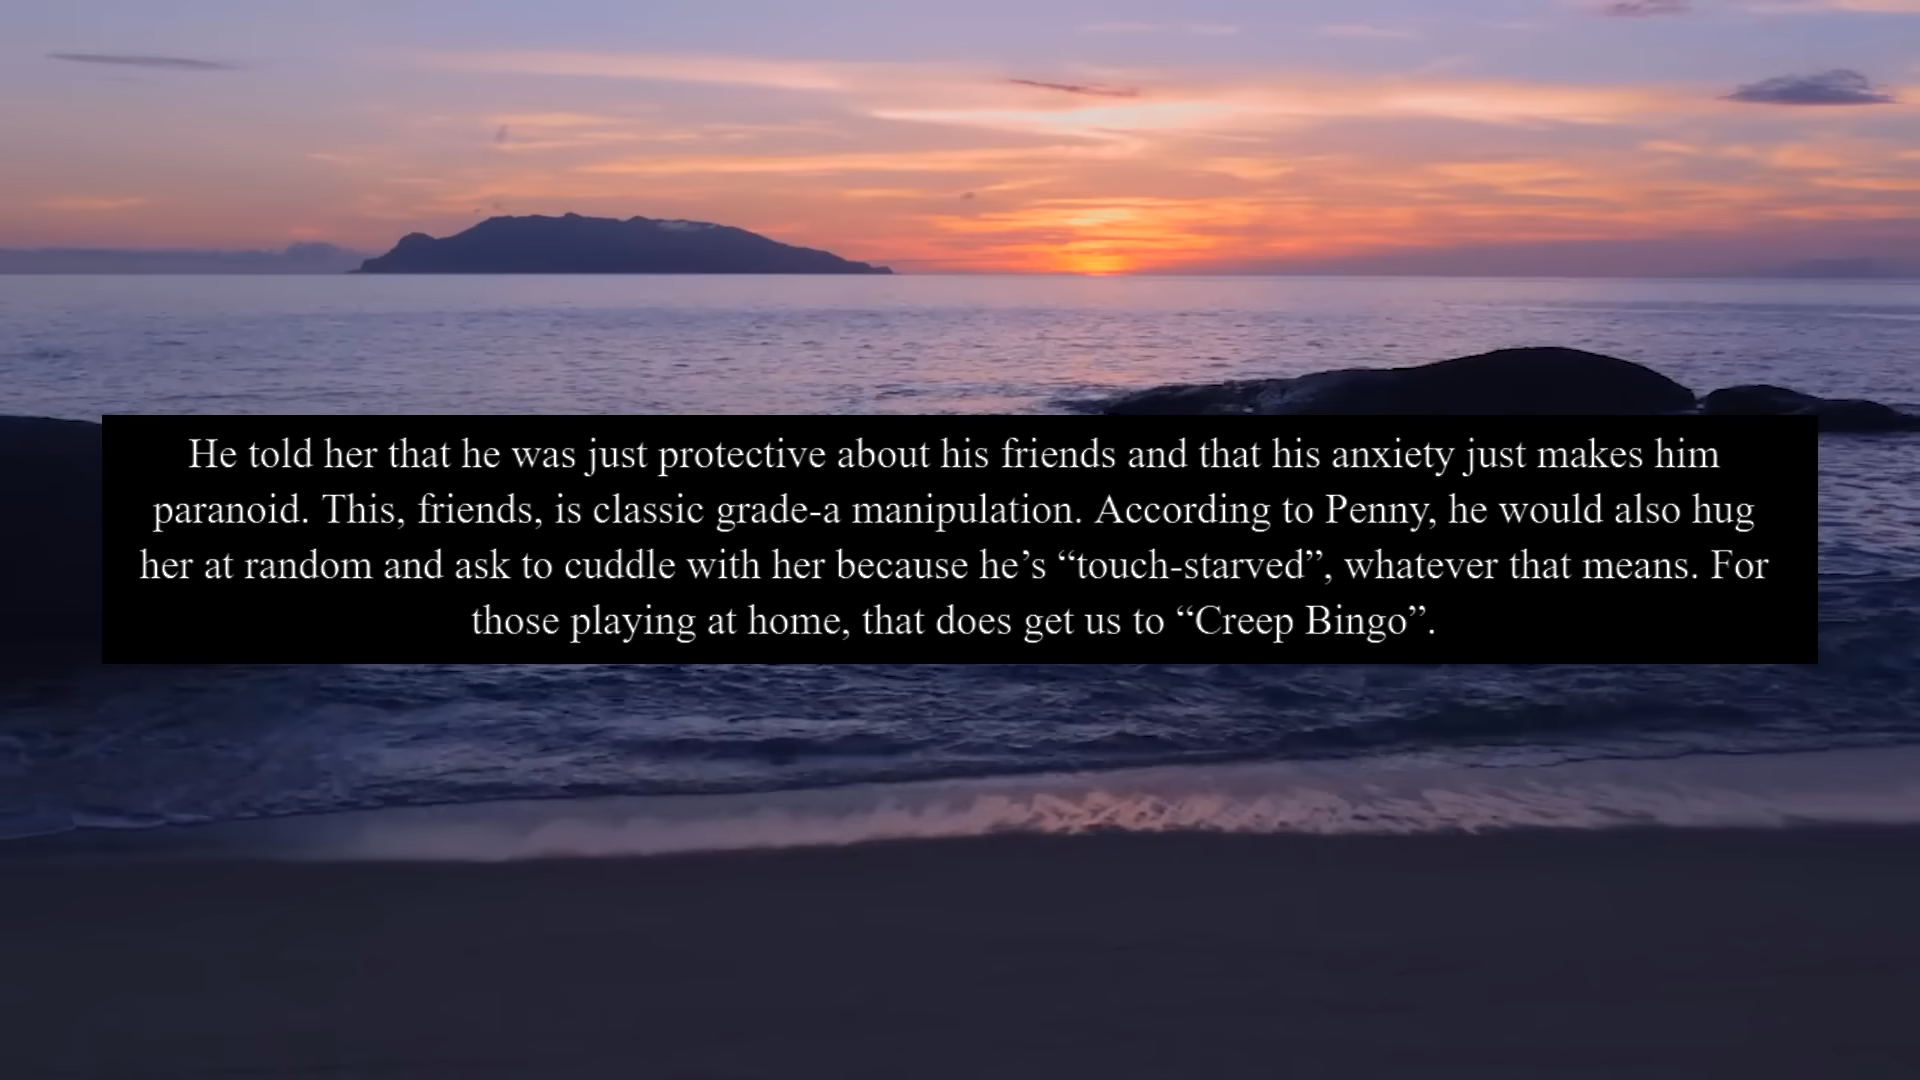 He told her that he was just protective about his friends and that his anxiety just makes him
paranoid. This, friends, is classic grade-a manipulation. According to Penny, he would also hug
her at random and ask to cuddle with her because he’s “touch-starved”, whatever that means. For
those playing at home, that does get us to “Creep Bingo”.